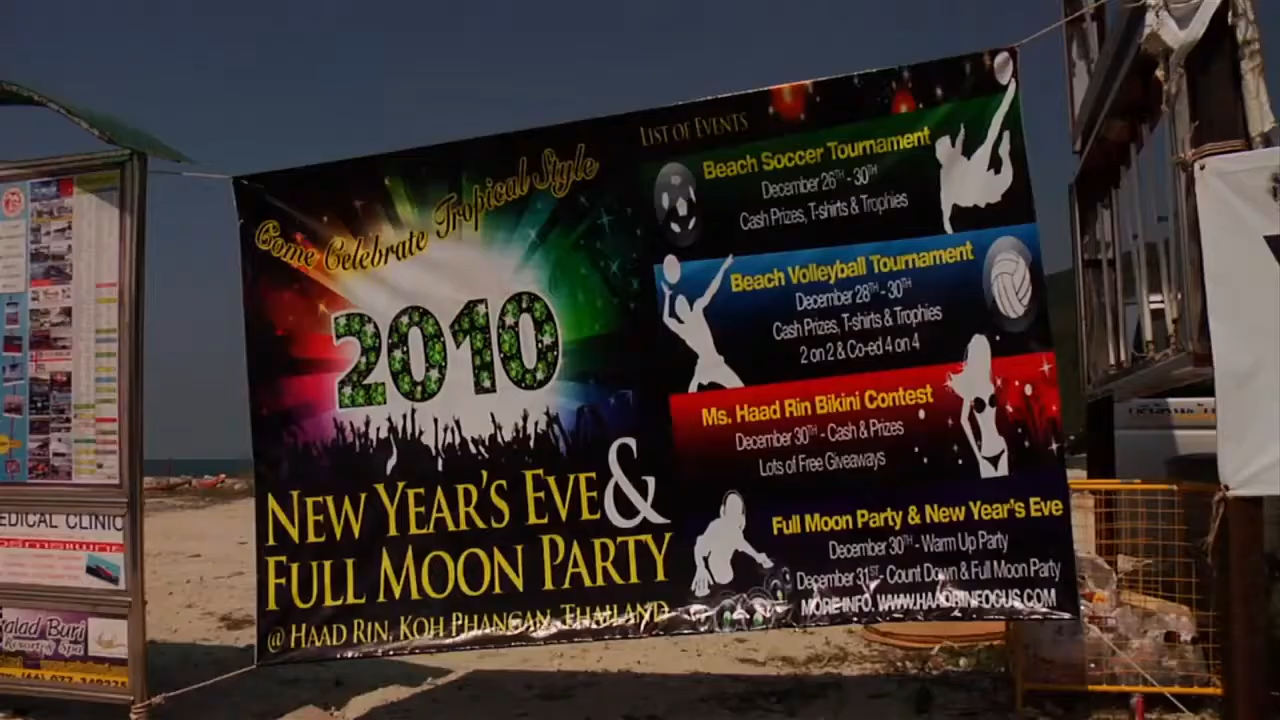 Come Celebrate Tropical Style
2010
NEW YEAR'S EVE &
FULL MOON PARTY
@ HAAD RIN, KOH PHANGAN, THAILAND
LIST OF EVENTS
Beach Soccer Tournament
December 26TH - 30TH
Cash Prizes, T-shirts & Trophies
Beach Volleyball Tournament
December 28TH - 30TH
Cash Prizes, T-shirts & Trophies
2 on 2 & Co-ed 4 on 4
Ms. Haad Rin Bikini Contest
December 30TH - Cash & Prizes
Lots of Free Giveaways
Full Moon Party & New Year's Eve
December 30TH - Warm Up Party
December 31ST - Count Down & Full Moon Party
MORE INFO. WWW.HAADRINFOCUS.COM
EDICAL CLINIC
alad Buri
Resort & Spa